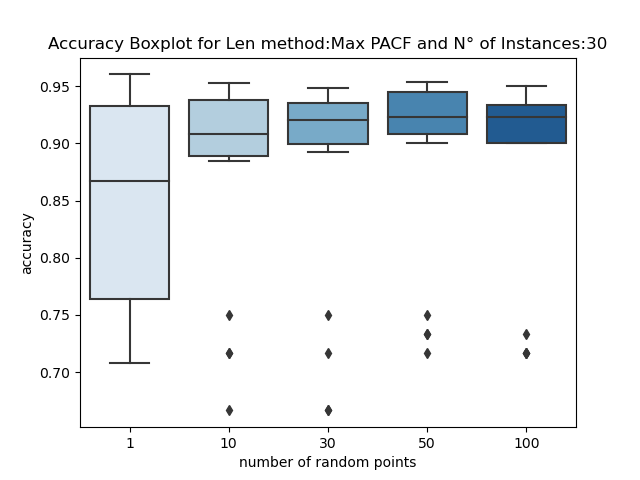 Accuracy Boxplot for Len method:Max PACF and N° of Instances:30
accuracy
0.95
0.90
0.85
0.80
0.75
0.70
1 10 30 50 100
number of random points